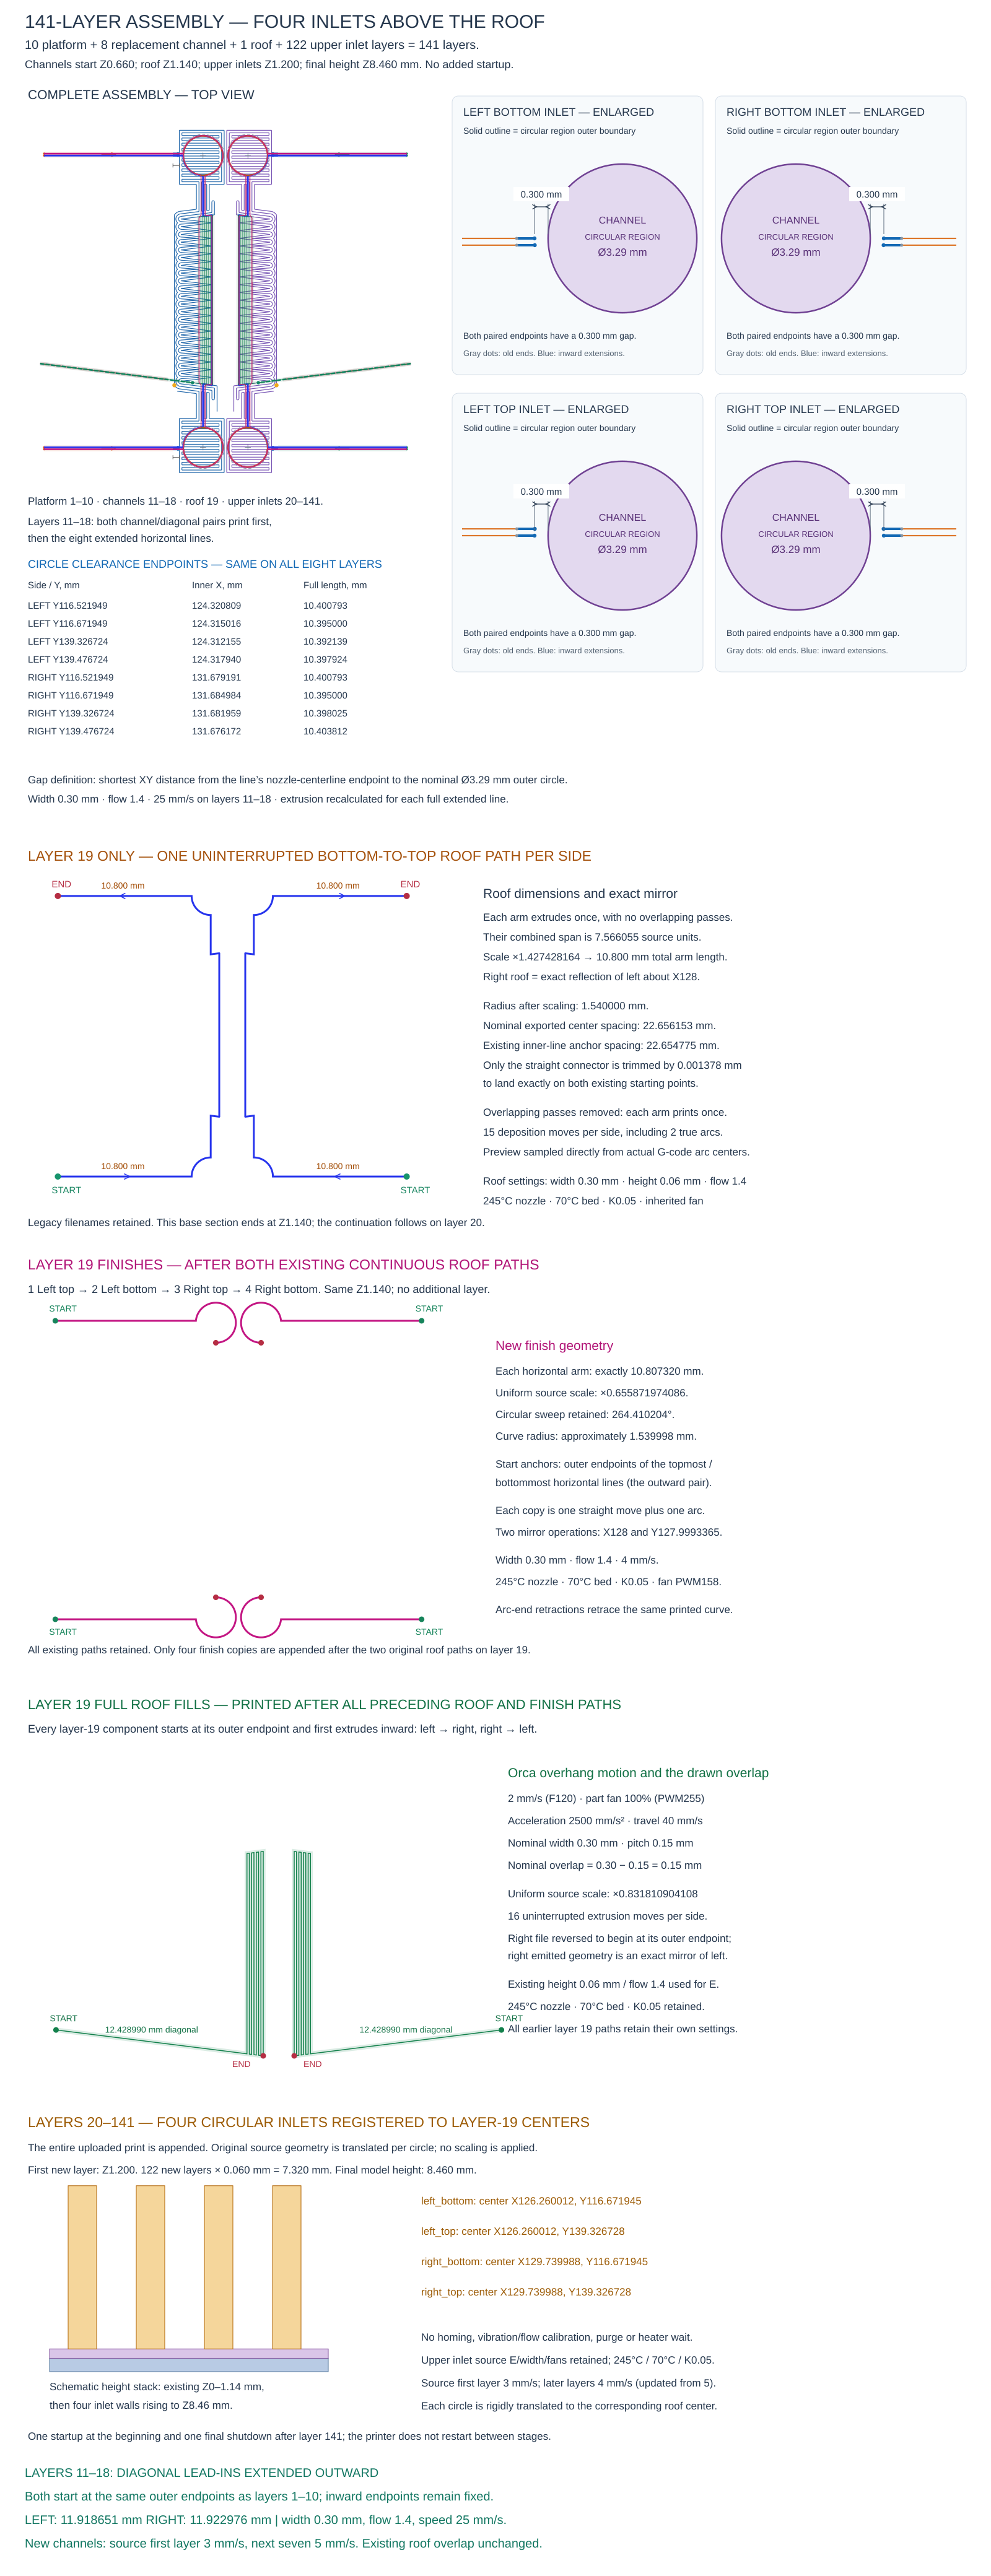 141-LAYER ASSEMBLY — FOUR INLETS ABOVE THE ROOF
10 platform + 8 replacement channel + 1 roof + 122 upper inlet layers = 141 layers.
Channels start Z0.660; roof Z1.140; upper inlets Z1.200; final height Z8.460 mm. No added startup.
COMPLETE ASSEMBLY — TOP VIEW
Platform 1–10 · channels 11–18 · roof 19 · upper inlets 20–141.
Layers 11–18: both channel/diagonal pairs print first,
then the eight extended horizontal lines.
CIRCLE CLEARANCE ENDPOINTS — SAME ON ALL EIGHT LAYERS
Side / Y, mm Inner X, mm Full length, mm
LEFT Y116.521949 124.320809 10.400793
LEFT Y116.671949 124.315016 10.395000
LEFT Y139.326724 124.312155 10.392139
LEFT Y139.476724 124.317940 10.397924
RIGHT Y116.521949 131.679191 10.400793
RIGHT Y116.671949 131.684984 10.395000
RIGHT Y139.326724 131.681959 10.398025
RIGHT Y139.476724 131.676172 10.403812
LEFT BOTTOM INLET — ENLARGED
Solid outline = circular region outer boundary
0.300 mm
CHANNEL
CIRCULAR REGION
Ø3.29 mm
Both paired endpoints have a 0.300 mm gap.
Gray dots: old ends. Blue: inward extensions.
RIGHT BOTTOM INLET — ENLARGED
Solid outline = circular region outer boundary
0.300 mm
CHANNEL
CIRCULAR REGION
Ø3.29 mm
Both paired endpoints have a 0.300 mm gap.
Gray dots: old ends. Blue: inward extensions.
LEFT TOP INLET — ENLARGED
Solid outline = circular region outer boundary
0.300 mm
CHANNEL
CIRCULAR REGION
Ø3.29 mm
Both paired endpoints have a 0.300 mm gap.
Gray dots: old ends. Blue: inward extensions.
RIGHT TOP INLET — ENLARGED
Solid outline = circular region outer boundary
0.300 mm
CHANNEL
CIRCULAR REGION
Ø3.29 mm
Both paired endpoints have a 0.300 mm gap.
Gray dots: old ends. Blue: inward extensions.
Gap definition: shortest XY distance from the line's nozzle-centerline endpoint to the nominal Ø3.29 mm outer circle.
Width 0.30 mm · flow 1.4 · 25 mm/s on layers 11–18 · extrusion recalculated for each full extended line.
LAYER 19 ONLY — ONE UNINTERRUPTED BOTTOM-TO-TOP ROOF PATH PER SIDE
END 10.800 mm 10.800 mm END
10.800 mm 10.800 mm
START START
Roof dimensions and exact mirror
Each arm extrudes once, with no overlapping passes.
Their combined span is 7.566055 source units.
Scale ×1.427428164 → 10.800 mm total arm length.
Right roof = exact reflection of left about X128.
Radius after scaling: 1.540000 mm.
Nominal exported center spacing: 22.656153 mm.
Existing inner-line anchor spacing: 22.654775 mm.
Only the straight connector is trimmed by 0.001378 mm
to land exactly on both existing starting points.
Overlapping passes removed: each arm prints once.
15 deposition moves per side, including 2 true arcs.
Preview sampled directly from actual G-code arc centers.
Roof settings: width 0.30 mm · height 0.06 mm · flow 1.4
245°C nozzle · 70°C bed · K0.05 · inherited fan
Legacy filenames retained. This base section ends at Z1.140; the continuation follows on layer 20.
LAYER 19 FINISHES — AFTER BOTH EXISTING CONTINUOUS ROOF PATHS
1 Left top → 2 Left bottom → 3 Right top → 4 Right bottom. Same Z1.140; no additional layer.
START START
START START
New finish geometry
Each horizontal arm: exactly 10.807320 mm.
Uniform source scale: ×0.655871974086.
Circular sweep retained: 264.410204°.
Curve radius: approximately 1.539998 mm.
Start anchors: outer endpoints of the topmost /
bottommost horizontal lines (the outward pair).
Each copy is one straight move plus one arc.
Two mirror operations: X128 and Y127.9993365.
Width 0.30 mm · flow 1.4 · 4 mm/s.
245°C nozzle · 70°C bed · K0.05 · fan PWM158.
Arc-end retractions retrace the same printed curve.
All existing paths retained. Only four finish copies are appended after the two original roof paths on layer 19.
LAYER 19 FULL ROOF FILLS — PRINTED AFTER ALL PRECEDING ROOF AND FINISH PATHS
Every layer-19 component starts at its outer endpoint and first extrudes inward: left → right, right → left.
Orca overhang motion and the drawn overlap
2 mm/s (F120) · part fan 100% (PWM255)
Acceleration 2500 mm/s² · travel 40 mm/s
Nominal width 0.30 mm · pitch 0.15 mm
Nominal overlap = 0.30 − 0.15 = 0.15 mm
Uniform source scale: ×0.831810904108
16 uninterrupted extrusion moves per side.
Right file reversed to begin at its outer endpoint;
right emitted geometry is an exact mirror of left.
Existing height 0.06 mm / flow 1.4 used for E.
245°C nozzle · 70°C bed · K0.05 retained.
All earlier layer 19 paths retain their own settings.
START START
12.428990 mm diagonal 12.428990 mm diagonal
END END
LAYERS 20–141 — FOUR CIRCULAR INLETS REGISTERED TO LAYER-19 CENTERS
The entire uploaded print is appended. Original source geometry is translated per circle; no scaling is applied.
First new layer: Z1.200. 122 new layers × 0.060 mm = 7.320 mm. Final model height: 8.460 mm.
left_bottom: center X126.260012, Y116.671945
left_top: center X126.260012, Y139.326728
right_bottom: center X129.739988, Y116.671945
right_top: center X129.739988, Y139.326728
No homing, vibration/flow calibration, purge or heater wait.
Upper inlet source E/width/fans retained; 245°C / 70°C / K0.05.
Source first layer 3 mm/s; later layers 4 mm/s (updated from 5).
Each circle is rigidly translated to the corresponding roof center.
Schematic height stack: existing Z0–1.14 mm,
then four inlet walls rising to Z8.46 mm.
One startup at the beginning and one final shutdown after layer 141; the printer does not restart between stages.
LAYERS 11–18: DIAGONAL LEAD-INS EXTENDED OUTWARD
Both start at the same outer endpoints as layers 1–10; inward endpoints remain fixed.
LEFT: 11.918651 mm RIGHT: 11.922976 mm | width 0.30 mm, flow 1.4, speed 25 mm/s.
New channels: source first layer 3 mm/s, next seven 5 mm/s. Existing roof overlap unchanged.